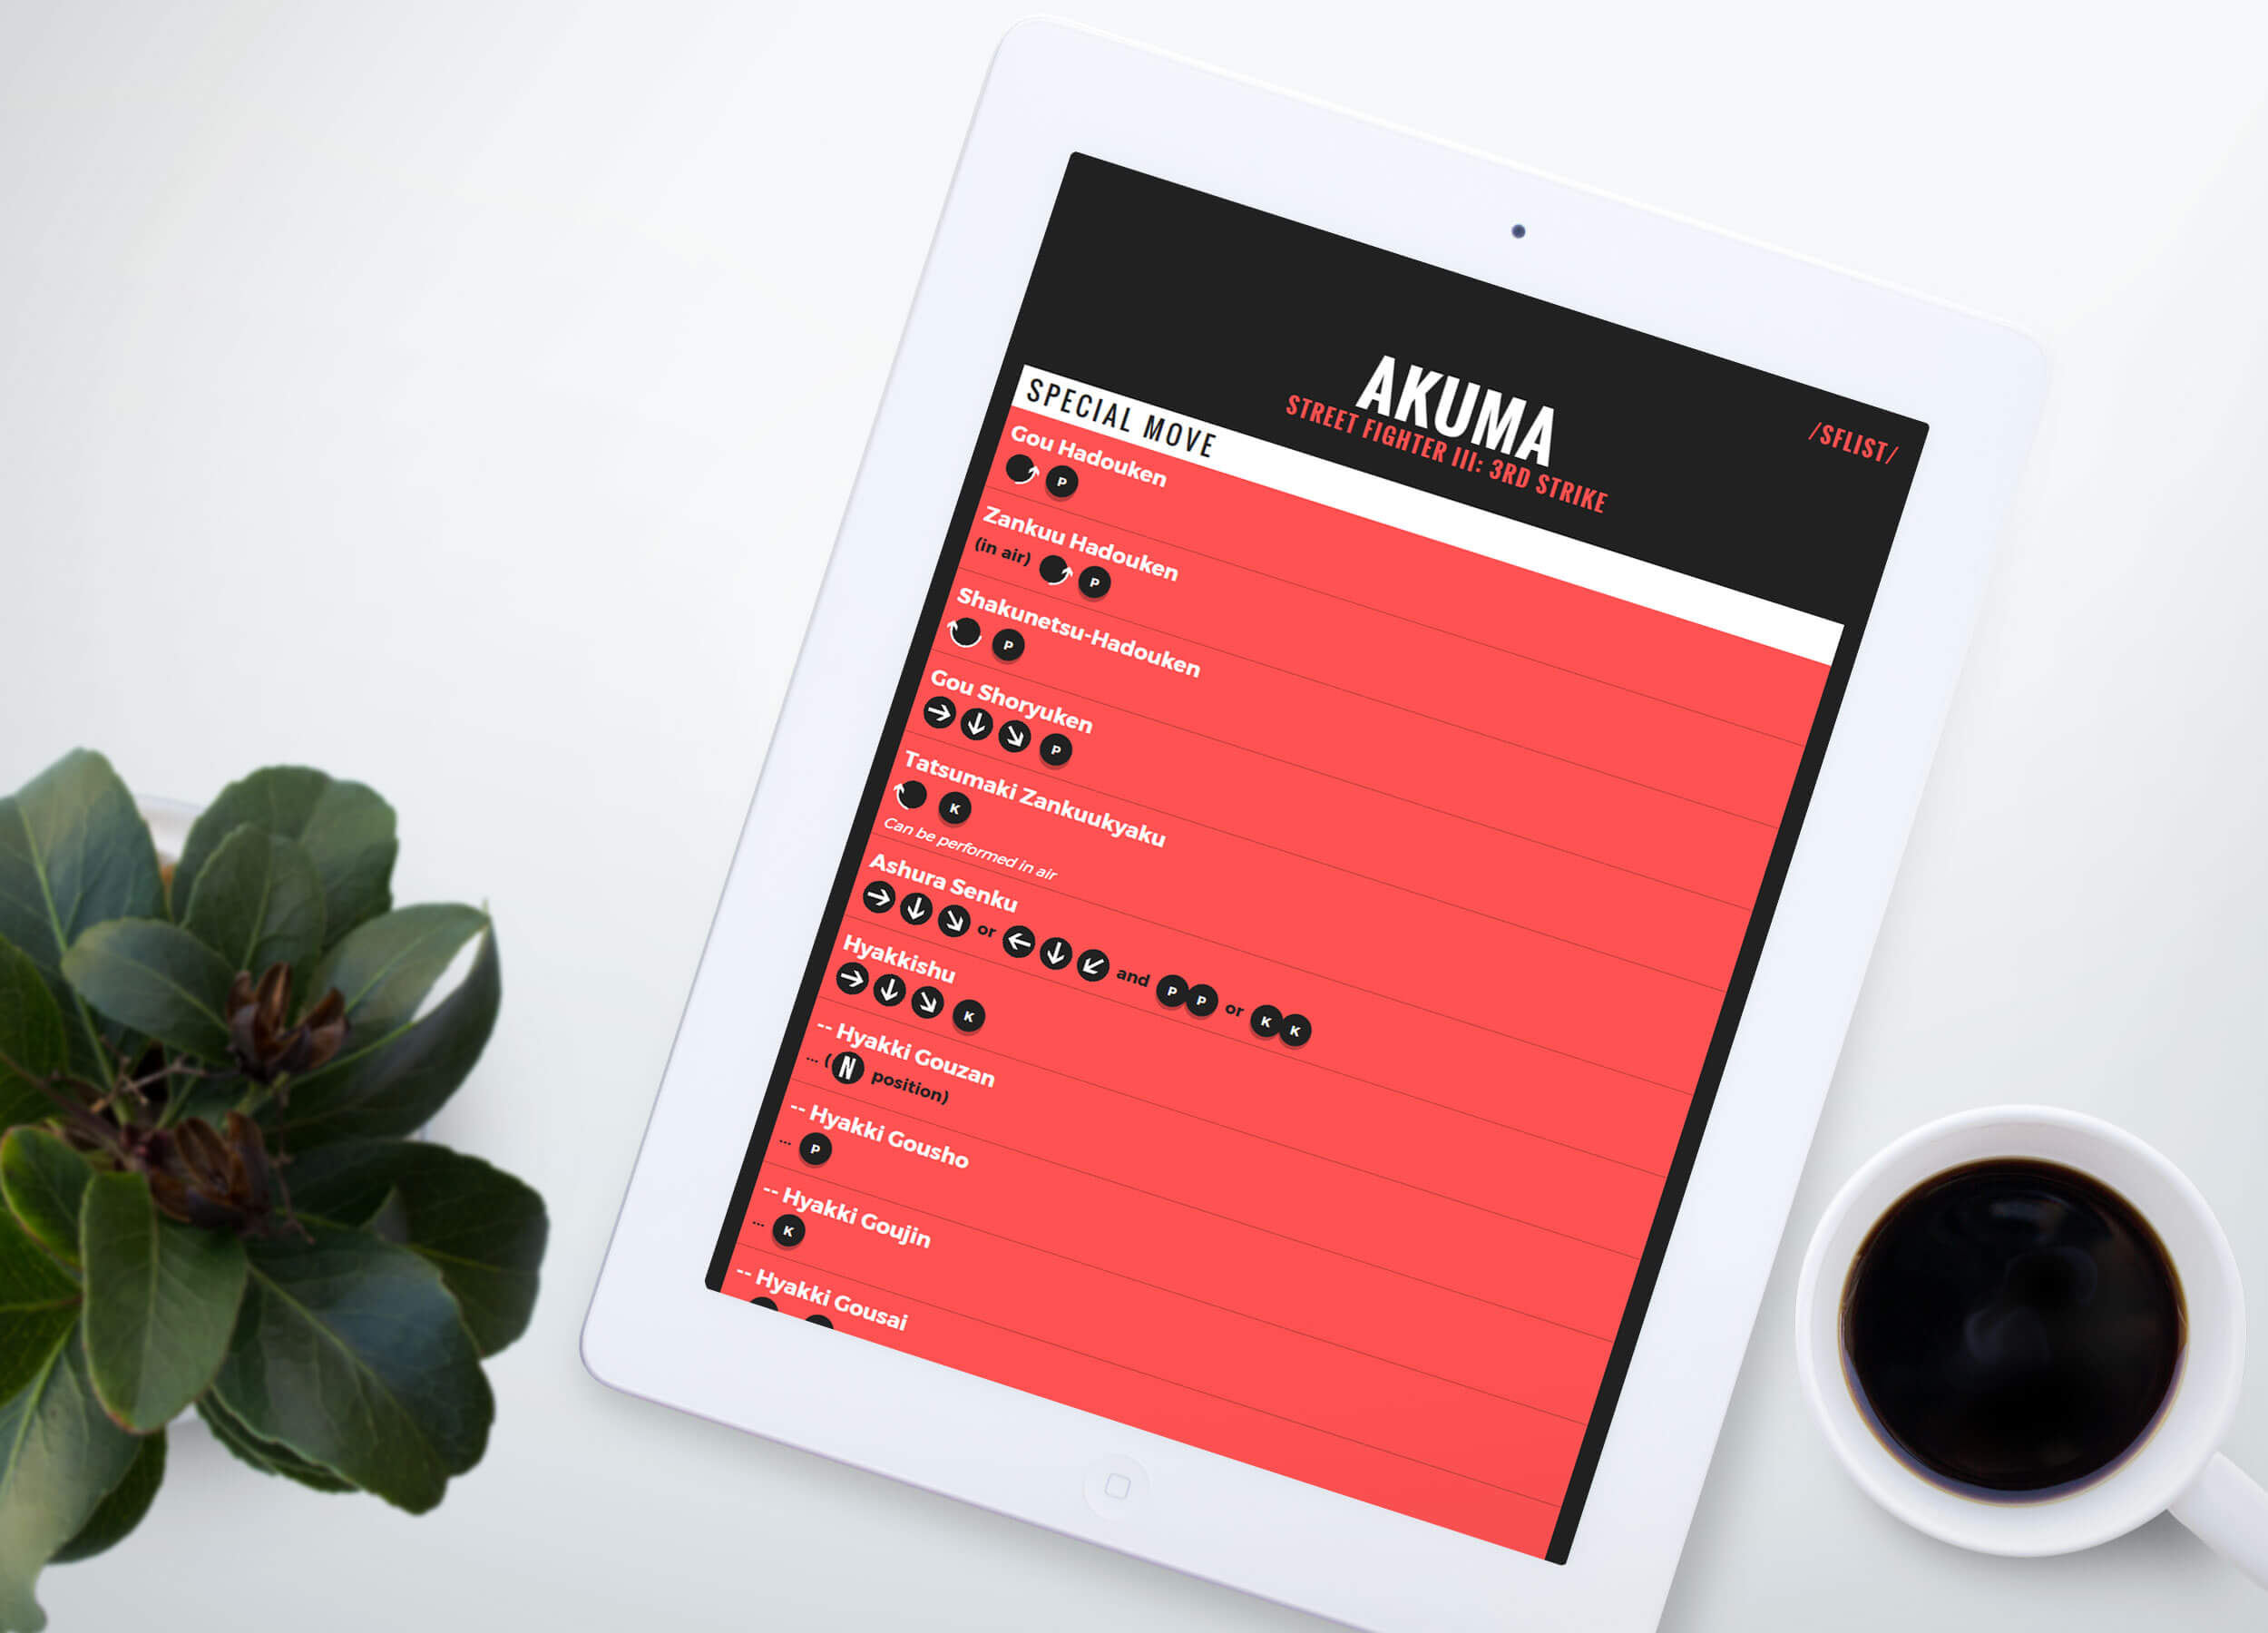 AKUMA
STREET FIGHTER III: 3RD STRIKE
/SFLIST/
SPECIAL MOVE
Gou Hadouken
P
Zankuu Hadouken
(in air) P
Shakunetsu-Hadouken
P
Gou Shoryuken
→ ↓ ↘ P
Tatsumaki Zankuukyaku
K
Can be performed in air
Ashura Senku
→ ↓ ↘ or ← ↓ ↙ and P P or K K
Hyakkishu
→ ↓ ↘ K
-- Hyakki Gouzan
... (N position)
-- Hyakki Gousho
... P
-- Hyakki Goujin
... K
-- Hyakki Gousai